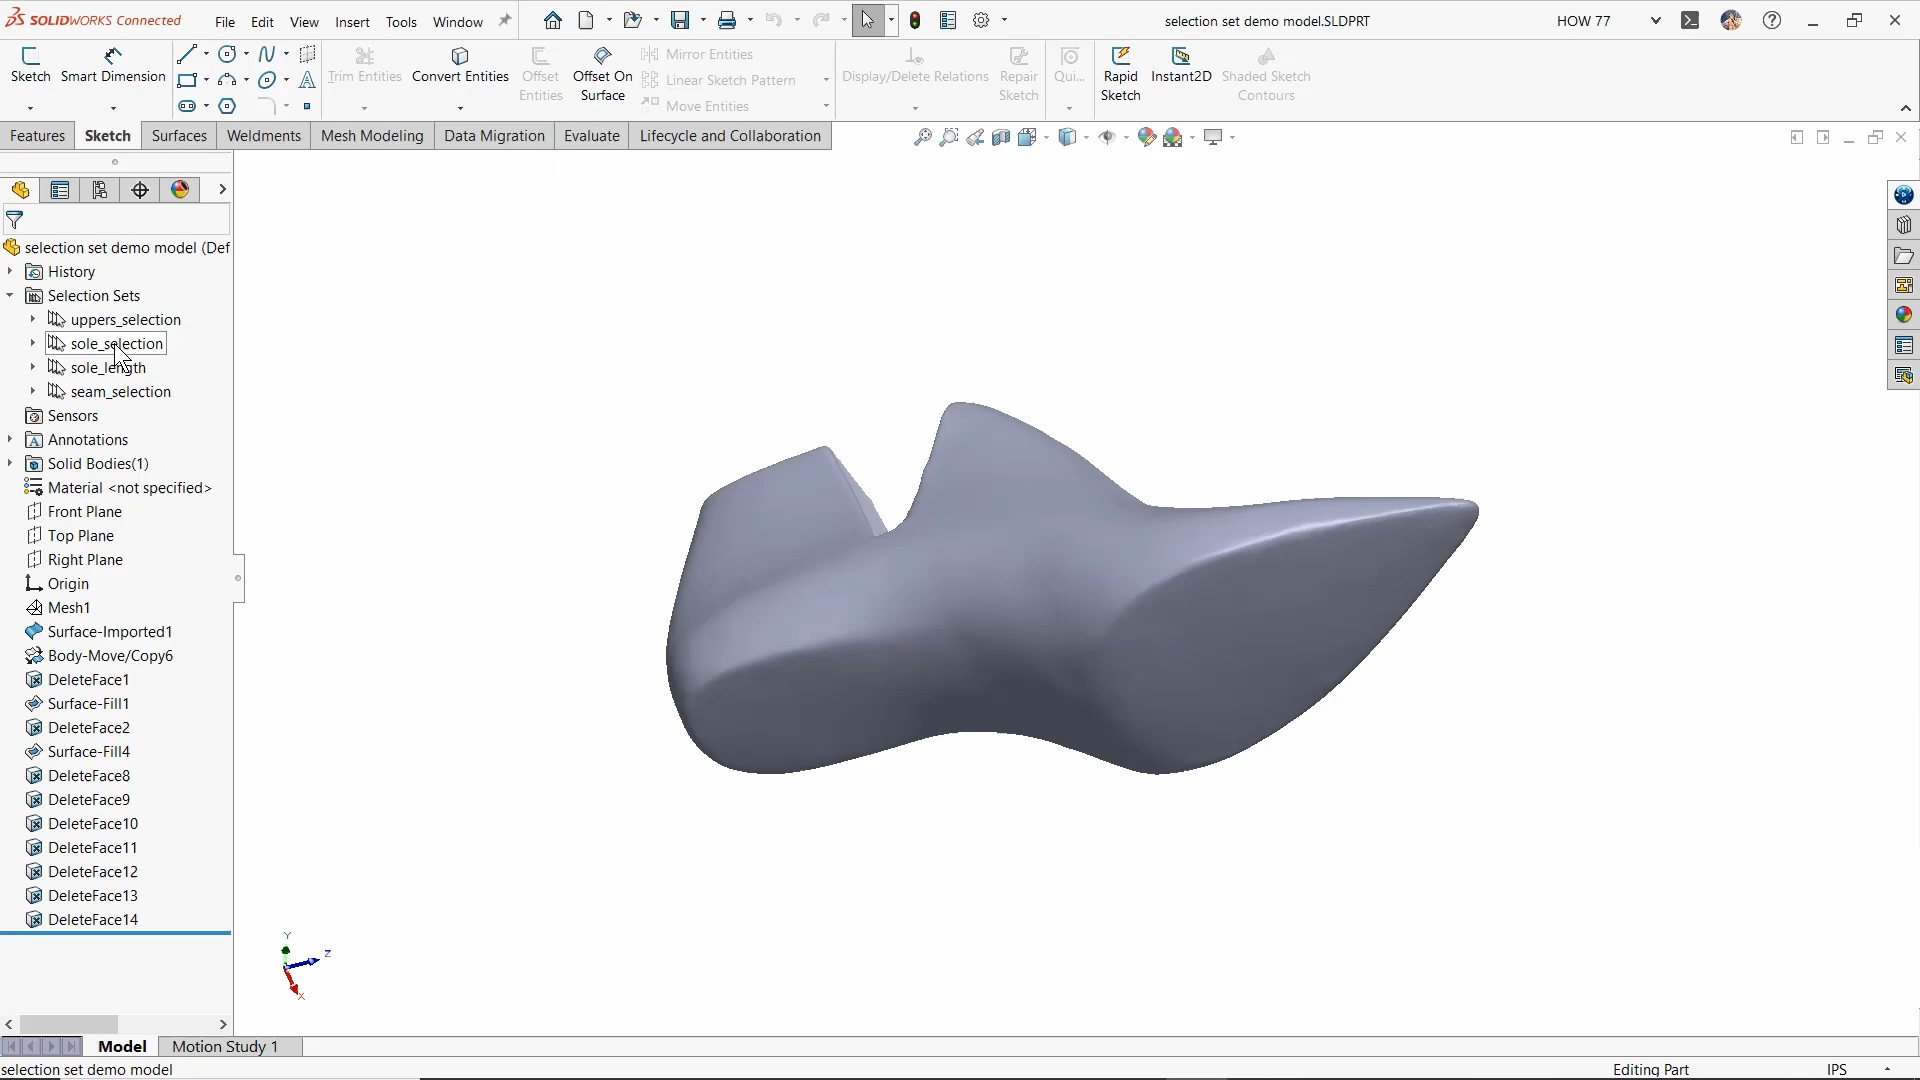 SOLIDWORKS Connected
File Edit View Insert Tools Window
selection set demo model.SLDPRT
HOW 77
Sketch
Smart Dimension
Trim Entities
Convert Entities
Offset
Entities
Offset On
Surface
Mirror Entities
Linear Sketch Pattern
Move Entities
Display/Delete Relations
Repair
Sketch
Qui...
Rapid
Sketch
Instant2D
Shaded Sketch
Contours
Features
Sketch
Surfaces
Weldments
Mesh Modeling
Data Migration
Evaluate
Lifecycle and Collaboration
selection set demo model (Def
History
Selection Sets
uppers_selection
sole_selection
sole_length
seam_selection
Sensors
Annotations
Solid Bodies(1)
Material <not specified>
Front Plane
Top Plane
Right Plane
Origin
Mesh1
Surface-Imported1
Body-Move/Copy6
DeleteFace1
Surface-Fill1
DeleteFace2
Surface-Fill4
DeleteFace8
DeleteFace9
DeleteFace10
DeleteFace11
DeleteFace12
DeleteFace13
DeleteFace14
Y
Z
X
Model
Motion Study 1
selection set demo model
Editing Part
IPS